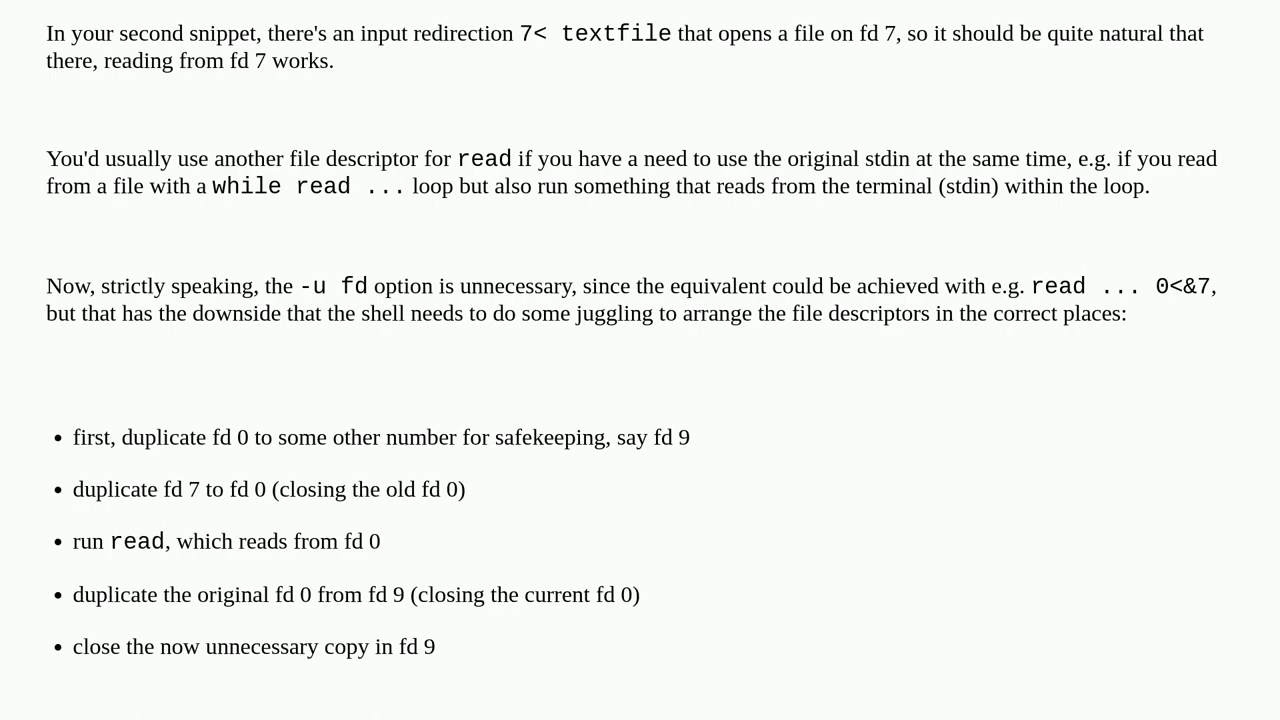 In your second snippet, there's an input redirection 7< textfile that opens a file on fd 7, so it should be quite natural that
there, reading from fd 7 works.
You'd usually use another file descriptor for read if you have a need to use the original stdin at the same time, e.g. if you read
from a file with a while read ... loop but also run something that reads from the terminal (stdin) within the loop.
Now, strictly speaking, the -u fd option is unnecessary, since the equivalent could be achieved with e.g. read ... 0<&7,
but that has the downside that the shell needs to do some juggling to arrange the file descriptors in the correct places:
• first, duplicate fd 0 to some other number for safekeeping, say fd 9
• duplicate fd 7 to fd 0 (closing the old fd 0)
• run read, which reads from fd 0
• duplicate the original fd 0 from fd 9 (closing the current fd 0)
• close the now unnecessary copy in fd 9